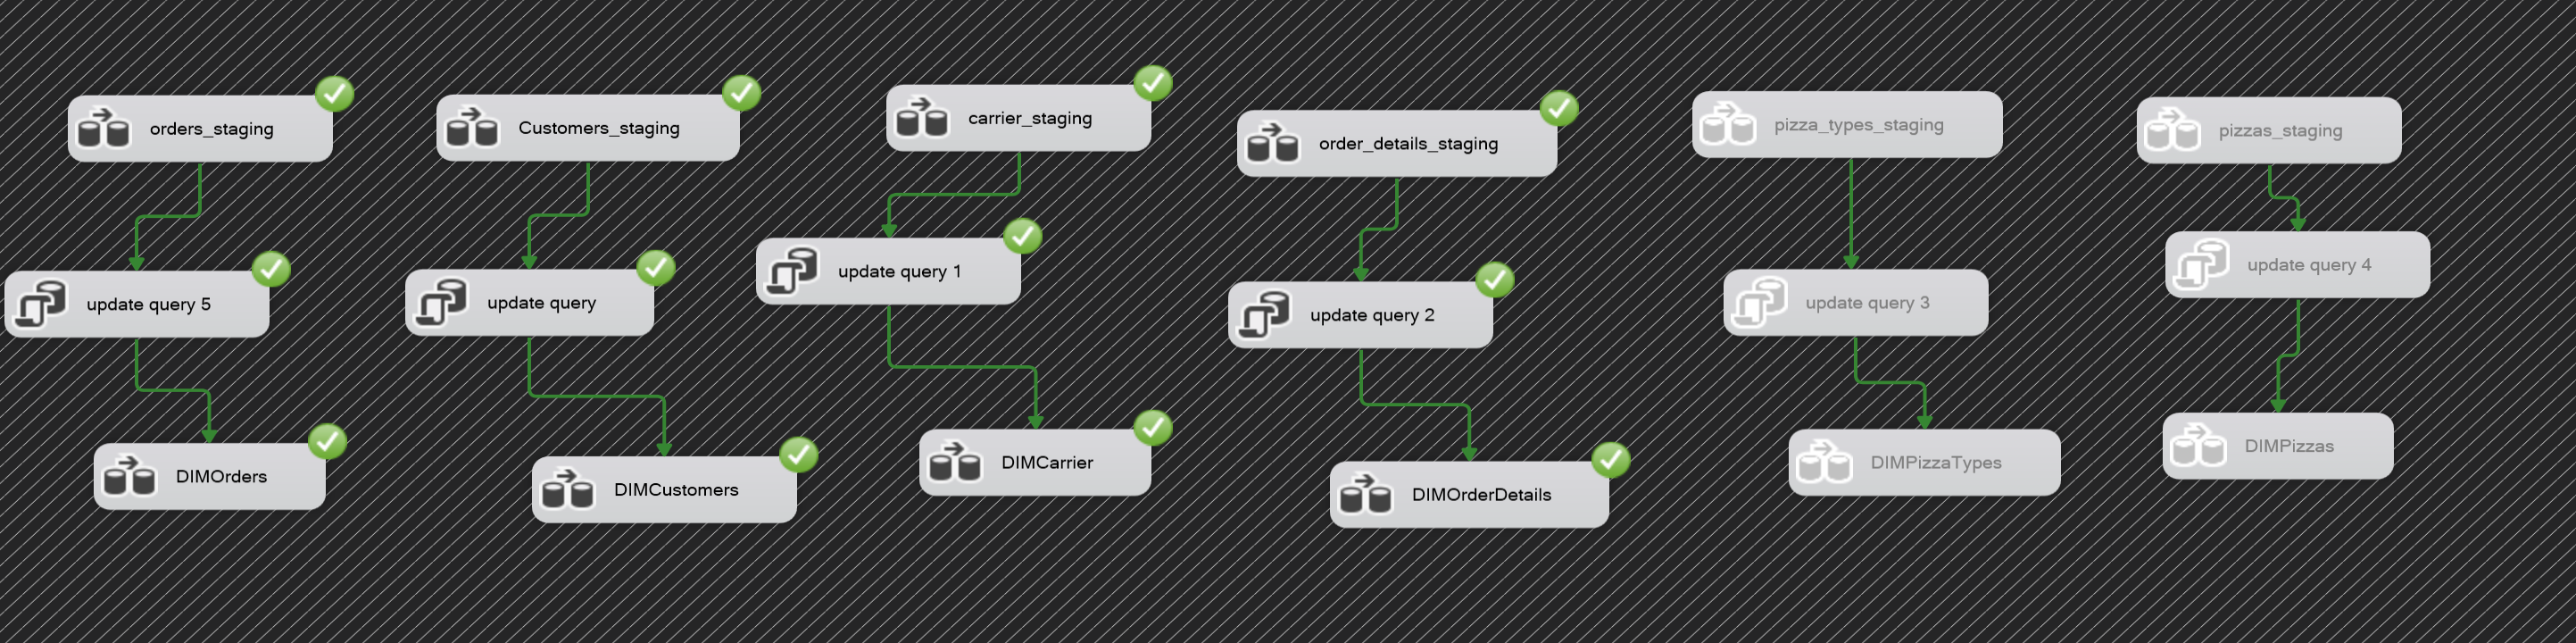 orders_staging
Customers_staging
carrier_staging
order_details_staging
pizza_types_staging
pizzas_staging
update query 5
update query
update query 1
update query 2
update query 3
update query 4
DIMOrders
DIMCustomers
DIMCarrier
DIMOrderDetails
DIMPizzaTypes
DIMPizzas